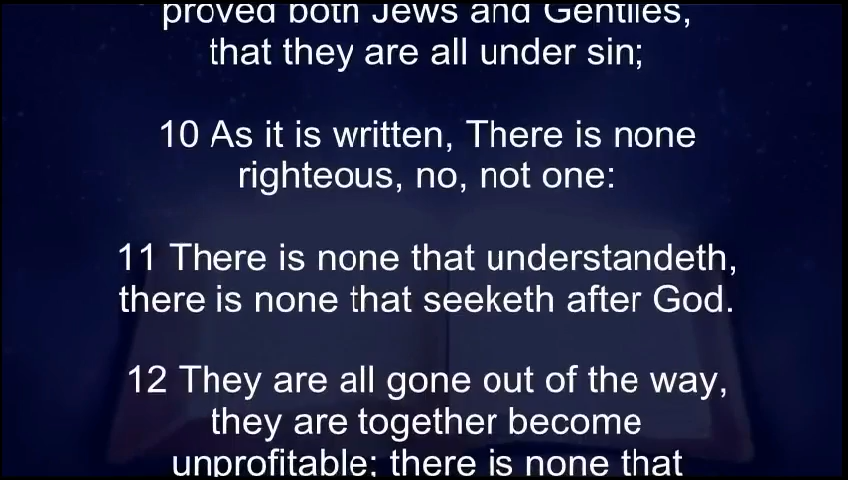 proved both Jews and Gentiles,
that they are all under sin;
10 As it is written, There is none
righteous, no, not one:
11 There is none that understandeth,
there is none that seeketh after God.
12 They are all gone out of the way,
they are together become
unprofitable; there is none that